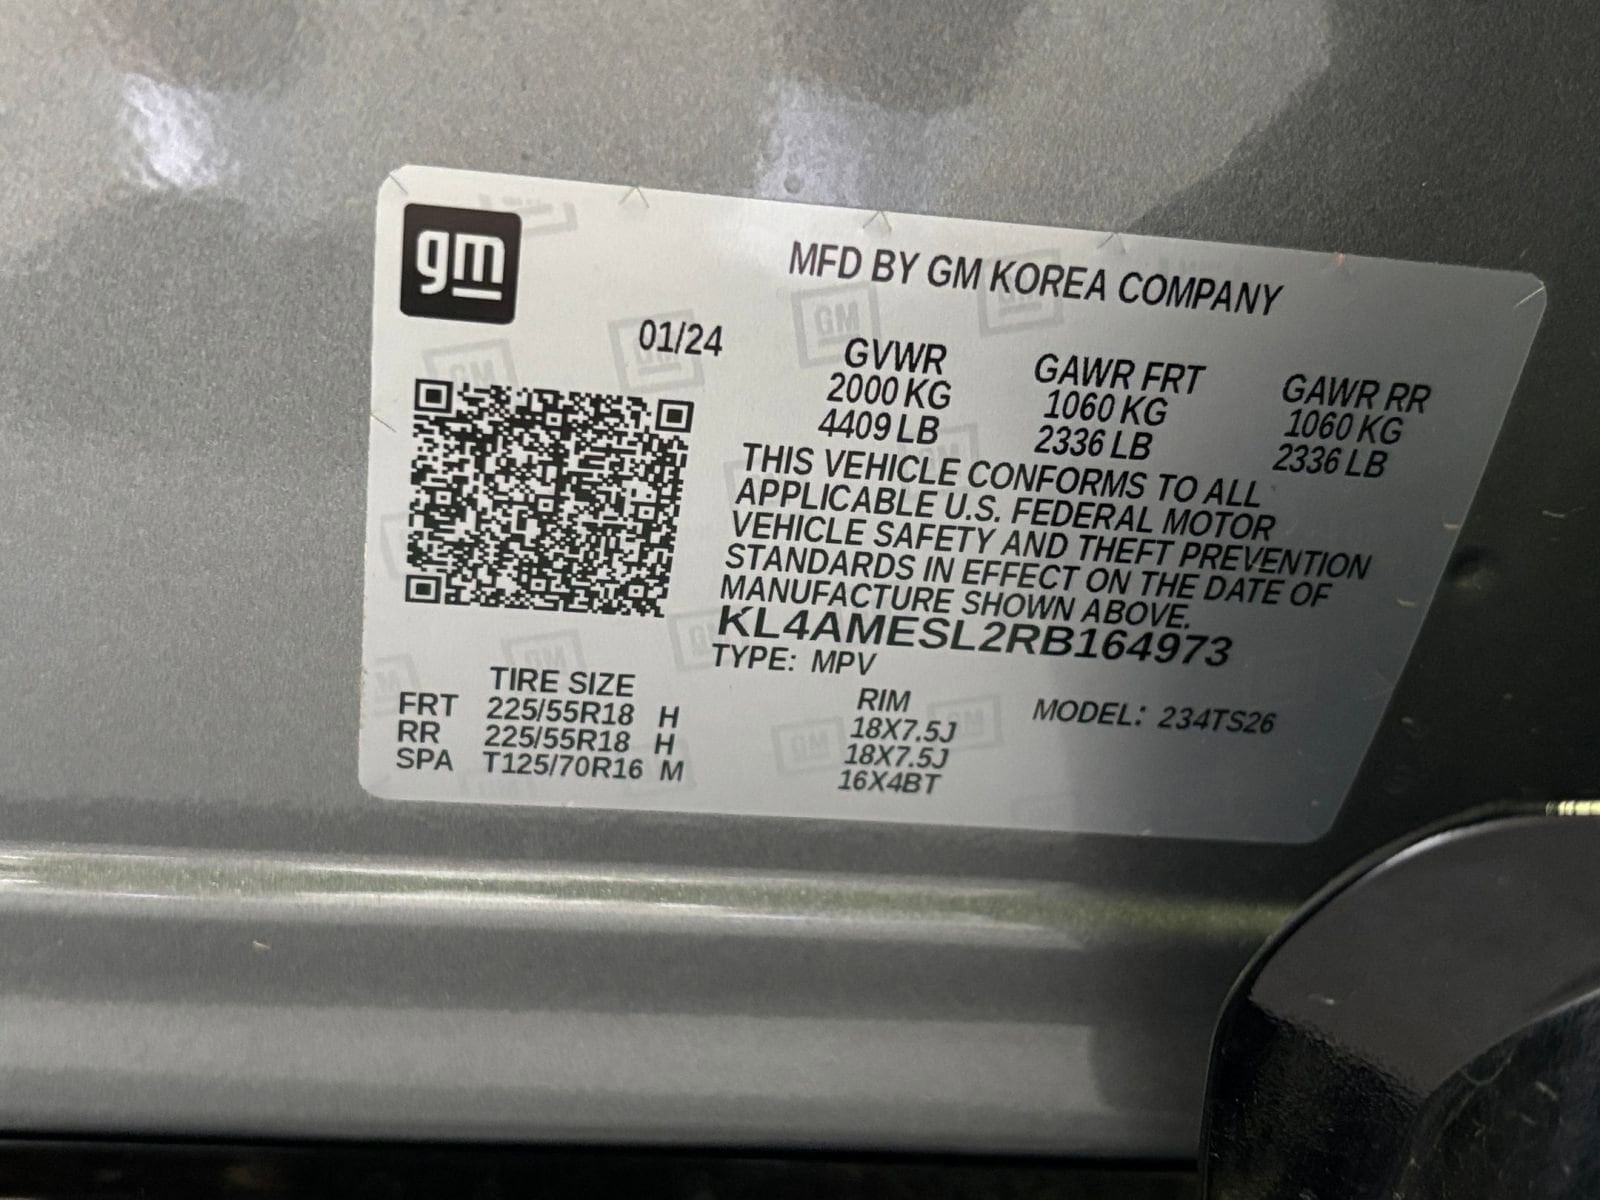 gm
MFD BY GM KOREA COMPANY
01/24
GVWR GAWR FRT GAWR RR
2000 KG 1060 KG 1060 KG
4409 LB 2336 LB 2336 LB
THIS VEHICLE CONFORMS TO ALL
APPLICABLE U.S. FEDERAL MOTOR
VEHICLE SAFETY AND THEFT PREVENTION
STANDARDS IN EFFECT ON THE DATE OF
MANUFACTURE SHOWN ABOVE.
KL4AMESL2RB164973
TYPE: MPV
TIRE SIZE RIM MODEL: 234TS26
FRT 225/55R18 H 18X7.5J
RR 225/55R18 H 18X7.5J
SPA T125/70R16 M 16X4BT